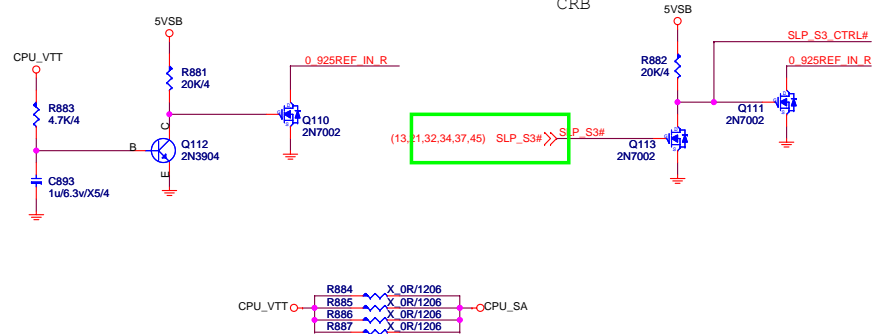 CRB
5VSB
5VSB
SLP_S3_CTRL#
CPU_VTT
0_925REF_IN_R
0_925REF_IN_R
R881
20K/4
R882
20K/4
R883
4.7K/4
Q110
2N7002
Q111
2N7002
C
B
E
Q112
2N3904
(13,21,32,34,37,45) SLP_S3# SLP_S3#
Q113
2N7002
C893
1u/6.3v/X5/4
R884 X_0R/1206
R885 X_0R/1206
CPU_VTT CPU_SA
R886 X_0R/1206
R887 X_0R/1206